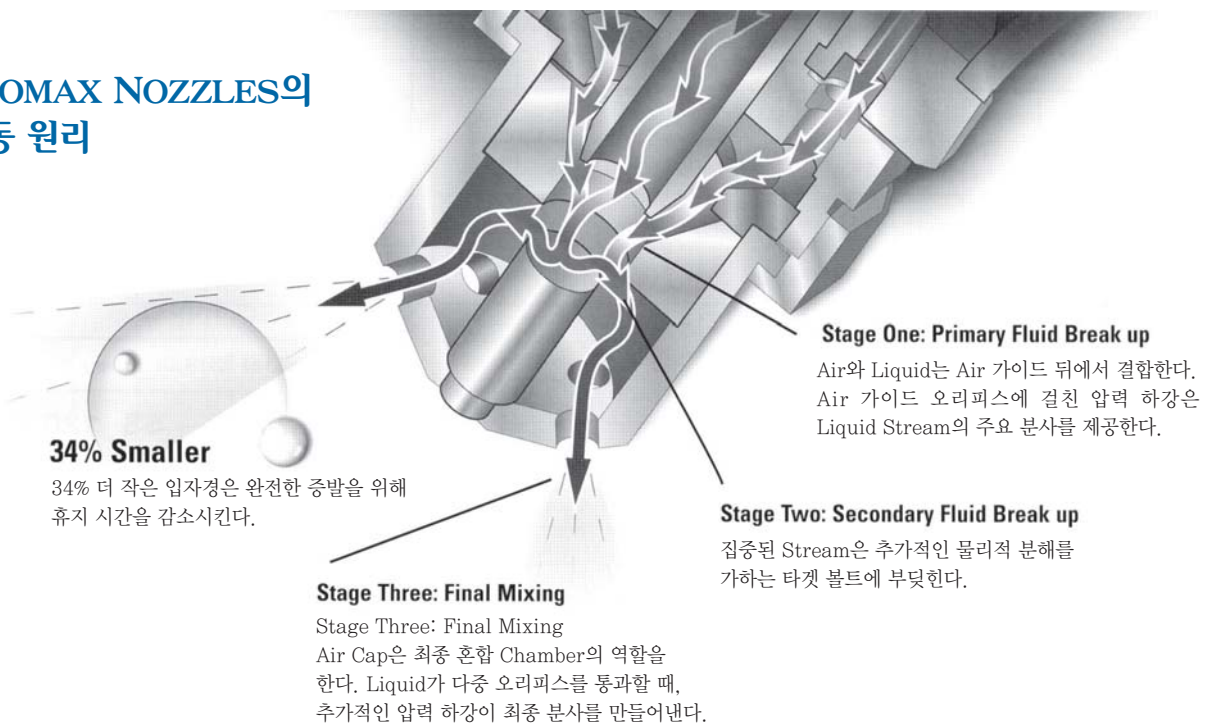 OMAX NOZZLES의
원리
Stage One: Primary Fluid Break up
Air와 Liquid는 Air 가이드 뒤에서 결합한다.
Air 가이드 오리피스에 걸친 압력 하강은
Liquid Stream의 주요 분사를 제공한다.
34% Smaller
34% 더 작은 입자경은 완전한 증발을 위해
휴지 시간을 감소시킨다.
Stage Two: Secondary Fluid Break up
집중된 Stream은 추가적인 물리적 분해를
가하는 타겟 볼트에 부딪힌다.
Stage Three: Final Mixing
Stage Three: Final Mixing
Air Cap은 최종 혼합 Chamber의 역할을
한다. Liquid가 다중 오리피스를 통과할 때,
추가적인 압력 하강이 최종 분사를 만들어낸다.